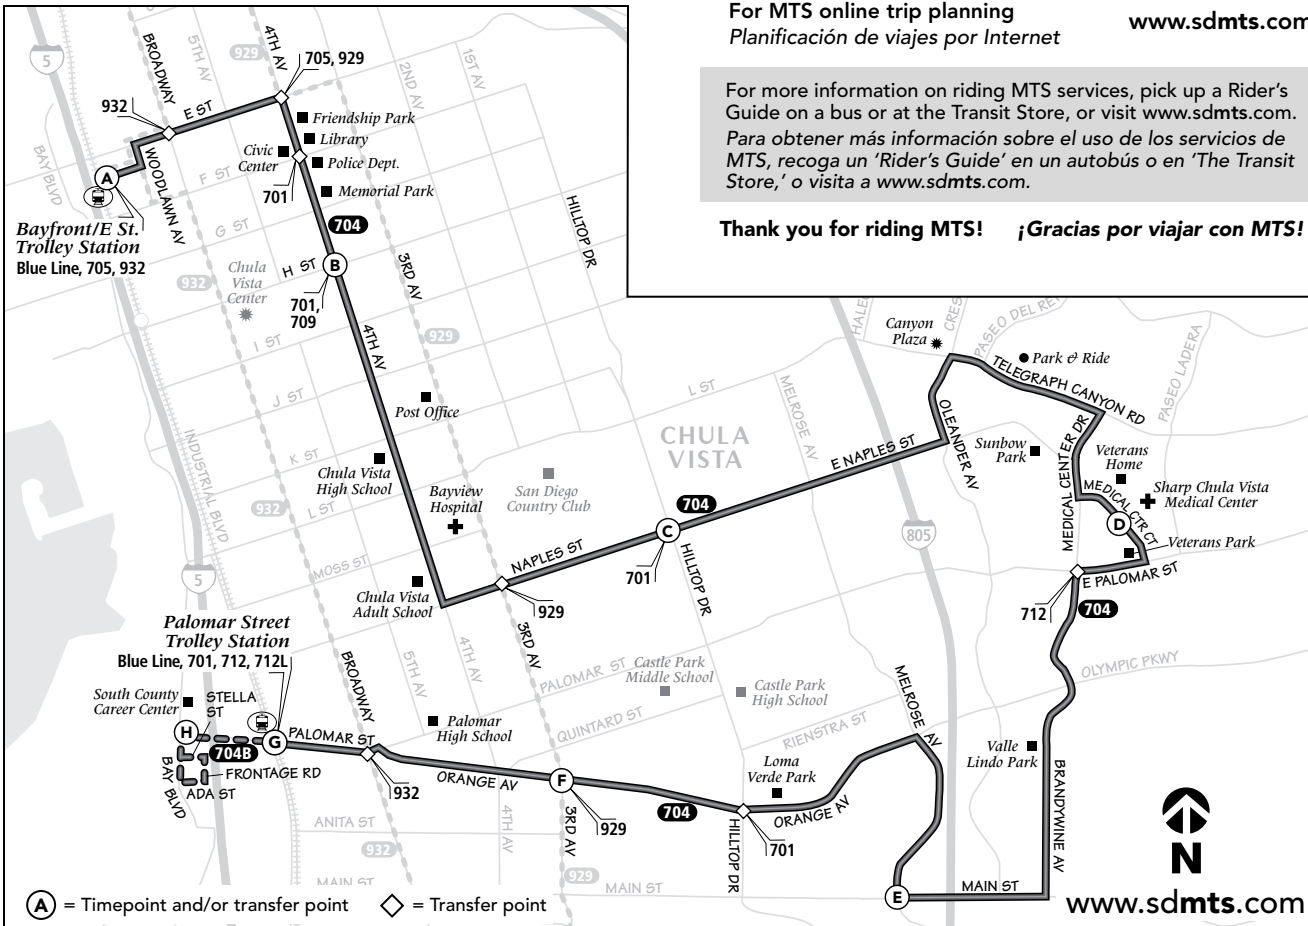 For MTS online trip planning
www.sdmts.com
Planificación de viajes por Internet
For more information on riding MTS services, pick up a Rider's
Guide on a bus or at the Transit Store, or visit www.sdmts.com.
Para obtener más información sobre el uso de los servicios de
MTS, recoga un 'Rider's Guide' en un autobús o en 'The Transit
Store,' o visita a www.sdmts.com.
Thank you for riding MTS!
¡Gracias por viajar con MTS!
5
BROADWAY
5TH AV
929
4TH AV
705, 929
2ND AV
1ST AV
932
E ST
Friendship Park
Library
Civic
Center
Police Dept.
BAY BLVD
A
WOODLAWN AV
F ST
701
Memorial Park
HILLTOP DR
Bayfront/E St.
Trolley Station
Blue Line, 705, 932
G ST
704
3RD AV
H ST
B
Chula
Vista
Center
932
701,
709
I ST
4TH AV
929
J ST
Post Office
L ST
MELROSE AV
Canyon
Plaza
PASEO DEL REY
Park & Ride
TELEGRAPH CANYON RD
PASEO LADERA
OLEANDER AV
MEDICAL CENTER DR
CHULA
VISTA
INDUSTRIAL BLVD
K ST
Chula Vista
High School
E NAPLES ST
Sunbow
Park
Veterans
Home
Bayview
Hospital
San Diego
Country Club
MEDICAL CTR CT
Sharp Chula Vista
Medical Center
932
L ST
704
C
D
805
NAPLES ST
701
HILLTOP DR
Veterans Park
MOSS ST
5
Chula Vista
Adult School
929
E PALOMAR ST
712
704
Palomar Street
Trolley Station
Blue Line, 701, 712, 712L
BROADWAY
5TH AV
4TH AV
3RD AV
PALOMAR ST
Castle Park
Middle School
Castle Park
High School
MELROSE AV
OLYMPIC PKWY
South County
Career Center
STELLA
ST
H
G
PALOMAR ST
Palomar
High School
QUINTARD ST
RIENSTRA ST
704B
Valle
Lindo Park
BAY BLVD
FRONTAGE RD
ADA ST
932
ORANGE AV
F
Loma
Verde Park
704
929
ORANGE AV
BRANDYWINE AV
ANITA ST
4TH AV
3RD AV
HILLTOP DR
701
N
932
929
MAIN ST
MAIN ST
E
MAIN ST
A = Timepoint and/or transfer point
= Transfer point
www.sdmts.com